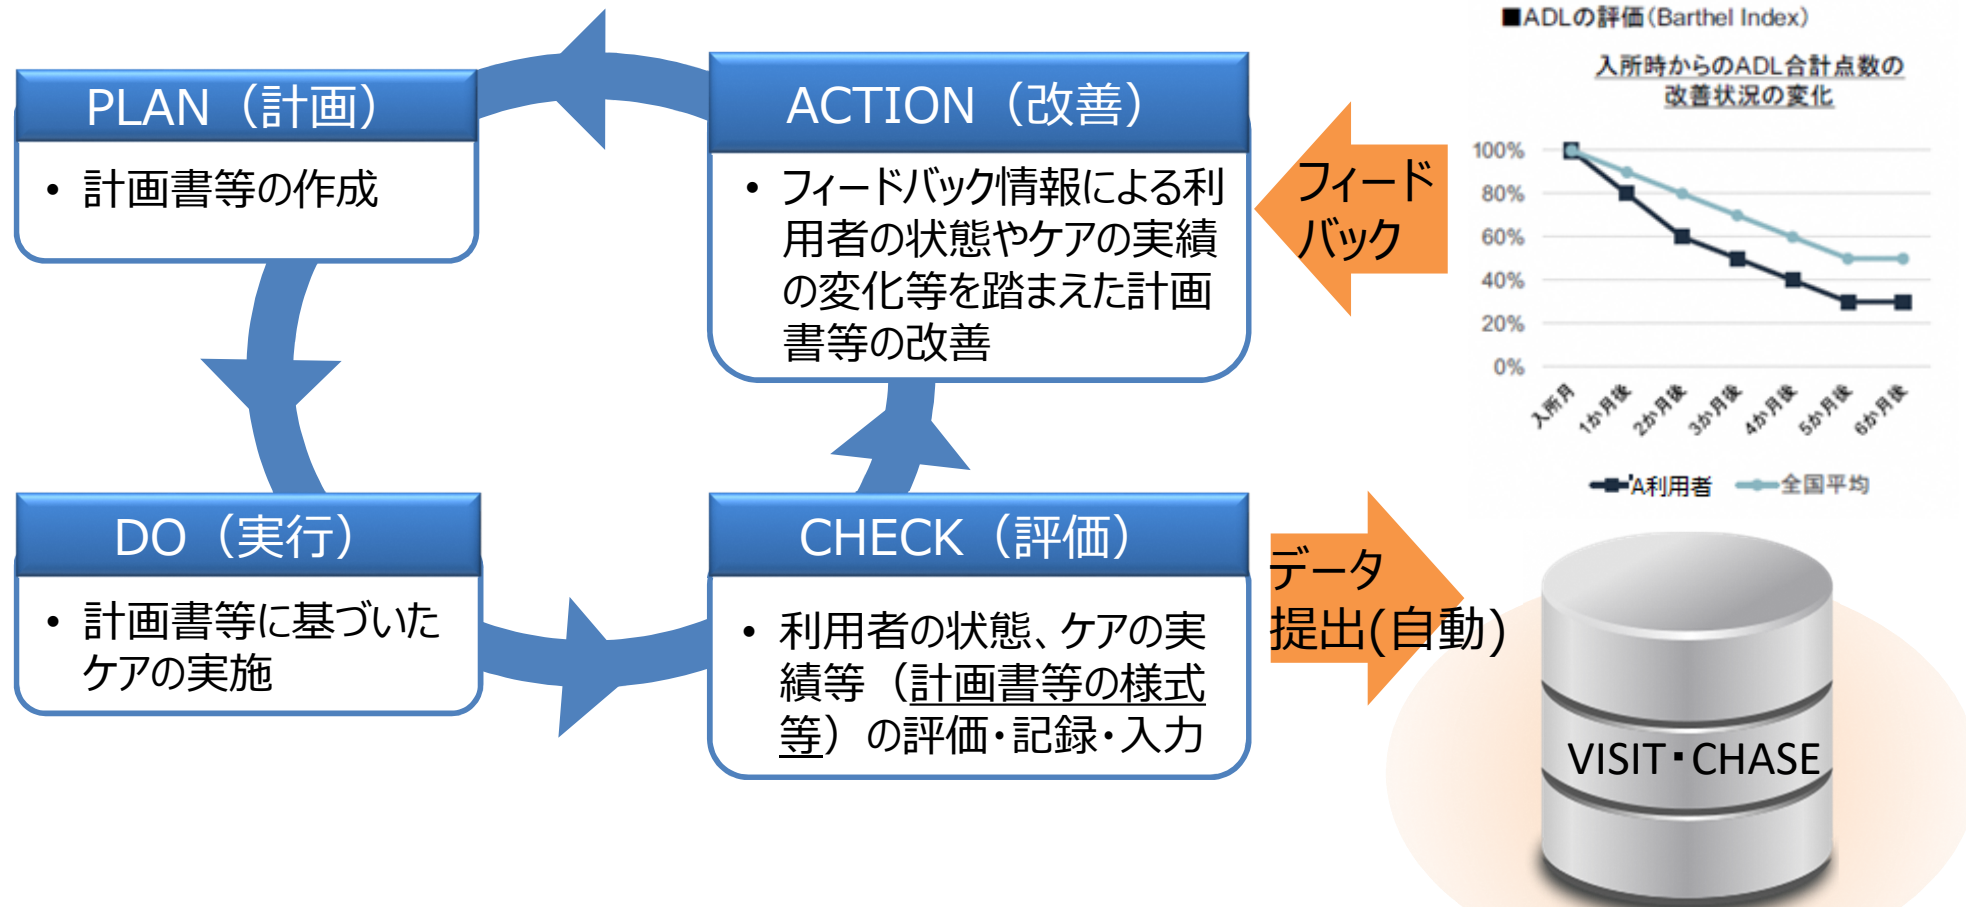 PLAN（計画）
• 計画書等の作成
DO（実行）
• 計画書等に基づいた
ケアの実施
CHECK（評価）
• 利用者の状態、ケアの実
績等（計画書等の様式
等）の評価・記録・入力
ACTION（改善）
• フィードバック情報による利
用者の状態やケアの実績
の変化等を踏まえた計画
書等の改善
データ
提出(自動)
VISIT・CHASE
フィード
バック
■ADLの評価（Barthel Index）
入所時からのADL合計点数の
改善状況の変化
100%
80%
60%
40%
20%
0%
入所月
1か月後
2か月後
3か月後
4か月後
5か月後
6か月後
A利用者
全国平均